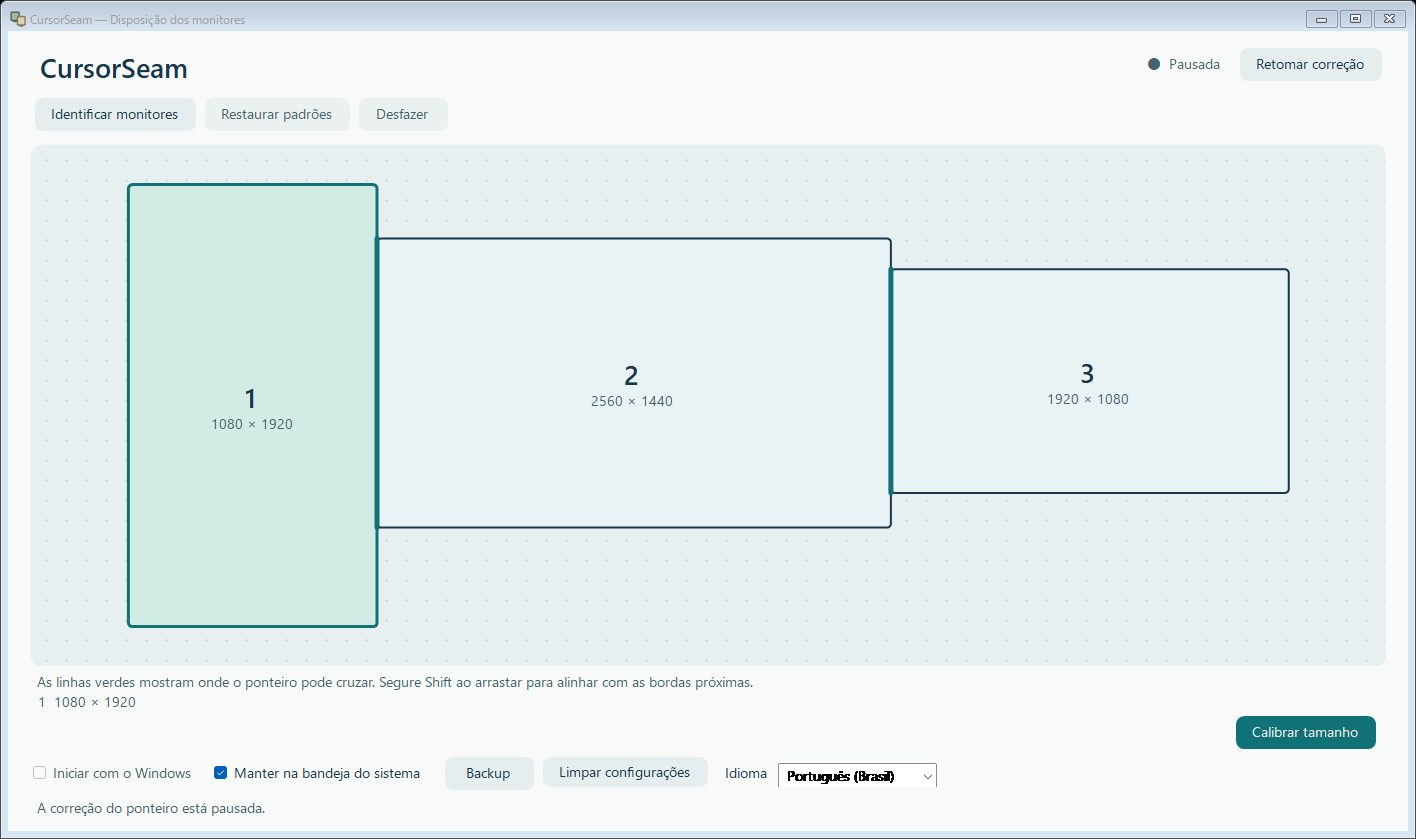 CursorSeam — Disposição dos monitores
CursorSeam
Pausada
Retomar correção
Identificar monitores
Restaurar padrões
Desfazer
1
1080 × 1920
2
2560 × 1440
3
1920 × 1080
As linhas verdes mostram onde o ponteiro pode cruzar. Segure Shift ao arrastar para alinhar com as bordas próximas.
1 1080 × 1920
Calibrar tamanho
Iniciar com o Windows
Manter na bandeja do sistema
Backup
Limpar configurações
Idioma
Português (Brasil)
A correção do ponteiro está pausada.